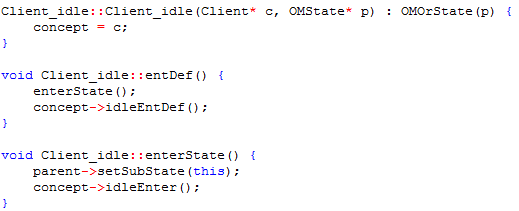 Client_idle::Client_idle(Client* c, OMState* p) : OMOrState(p) {
    concept = c;
}
void Client_idle::entDef() {
    enterState();
    concept->idleEntDef();
}
void Client_idle::enterState() {
    parent->setSubState(this);
    concept->idleEnter();
}